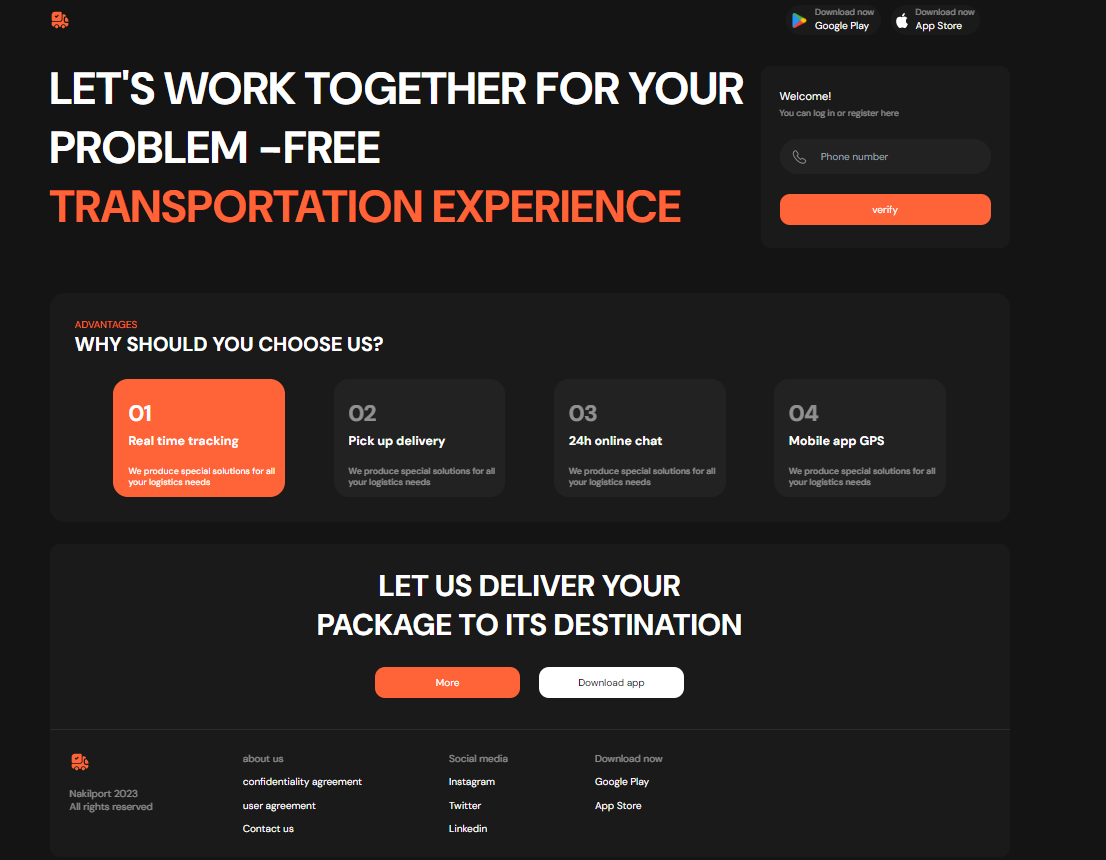 Download now
Google Play
Download now
App Store
LET'S WORK TOGETHER FOR YOUR
PROBLEM -FREE
TRANSPORTATION EXPERIENCE
Welcome!
You can log in or register here
Phone number
verify
ADVANTAGES
WHY SHOULD YOU CHOOSE US?
01
Real time tracking
We produce special solutions for all
your logistics needs
02
Pick up delivery
We produce special solutions for all
your logistics needs
03
24h online chat
We produce special solutions for all
your logistics needs
04
Mobile app GPS
We produce special solutions for all
your logistics needs
LET US DELIVER YOUR
PACKAGE TO ITS DESTINATION
More
Download app
Nakilport 2023
All rights reserved
about us
confidentiality agreement
user agreement
Contact us
Social media
Instagram
Twitter
Linkedin
Download now
Google Play
App Store